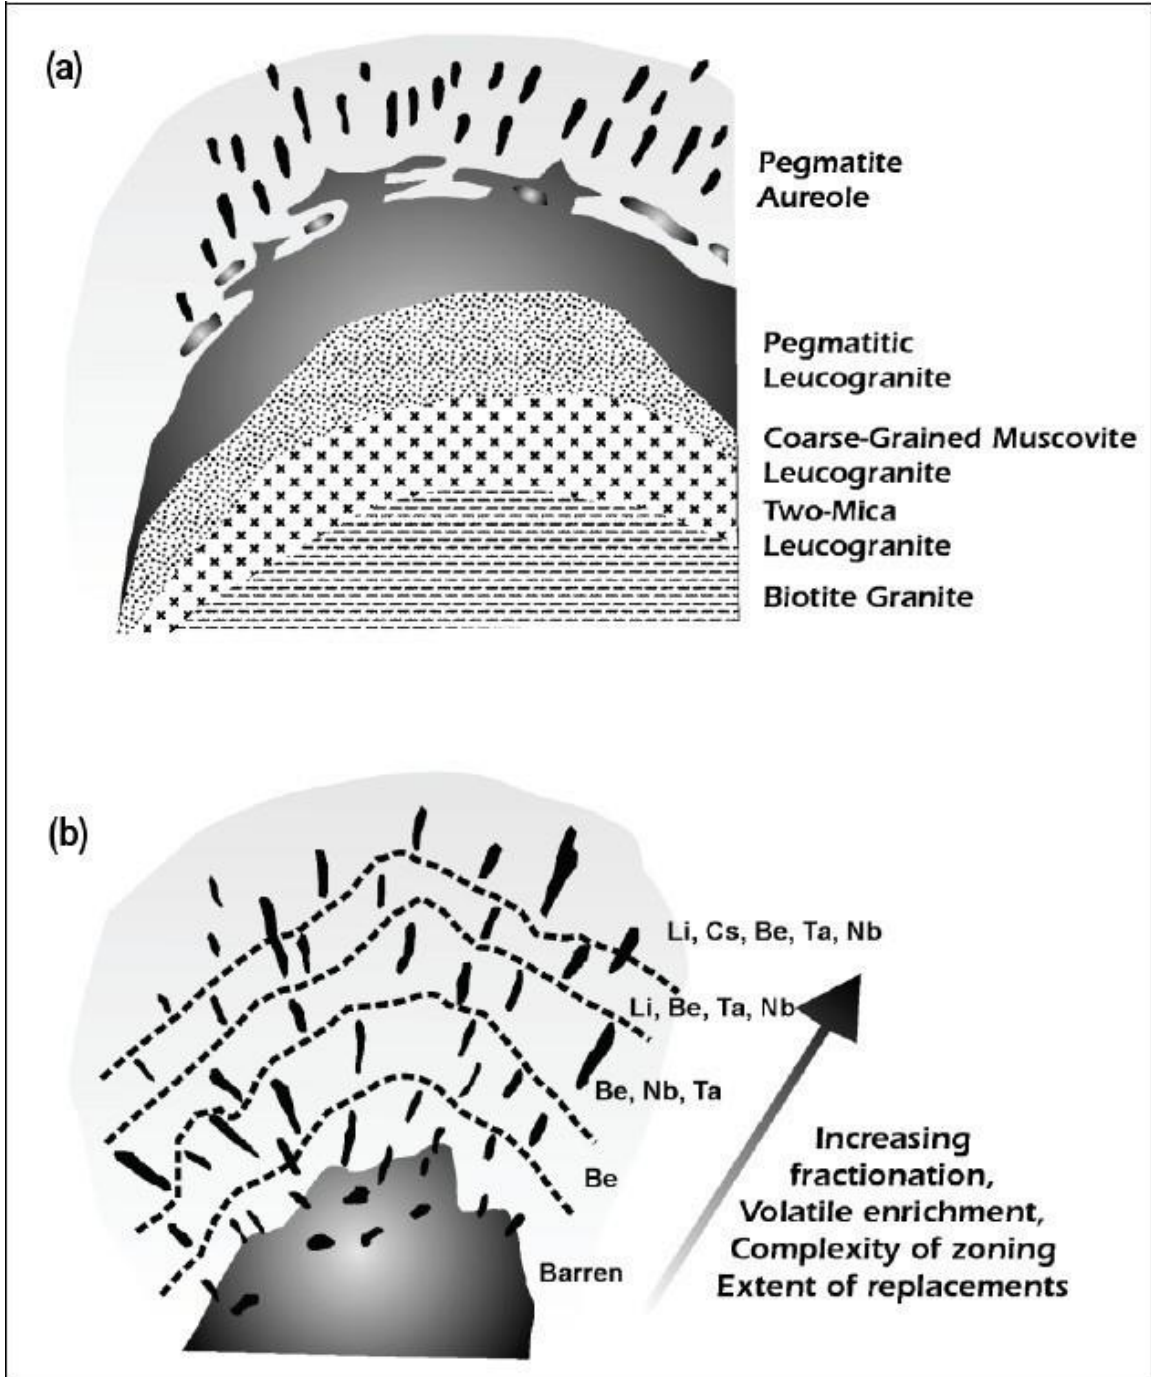 (a)
Pegmatite
Aureole
Pegmatitic
Leucogranite
Coarse-Grained Muscovite
Leucogranite
Two-Mica
Leucogranite
Biotite Granite
(b)
Li, Cs, Be, Ta, Nb
Li, Be, Ta, Nb
Be, Nb, Ta
Be
Barren
Increasing
fractionation,
Volatile enrichment,
Complexity of zoning
Extent of replacements